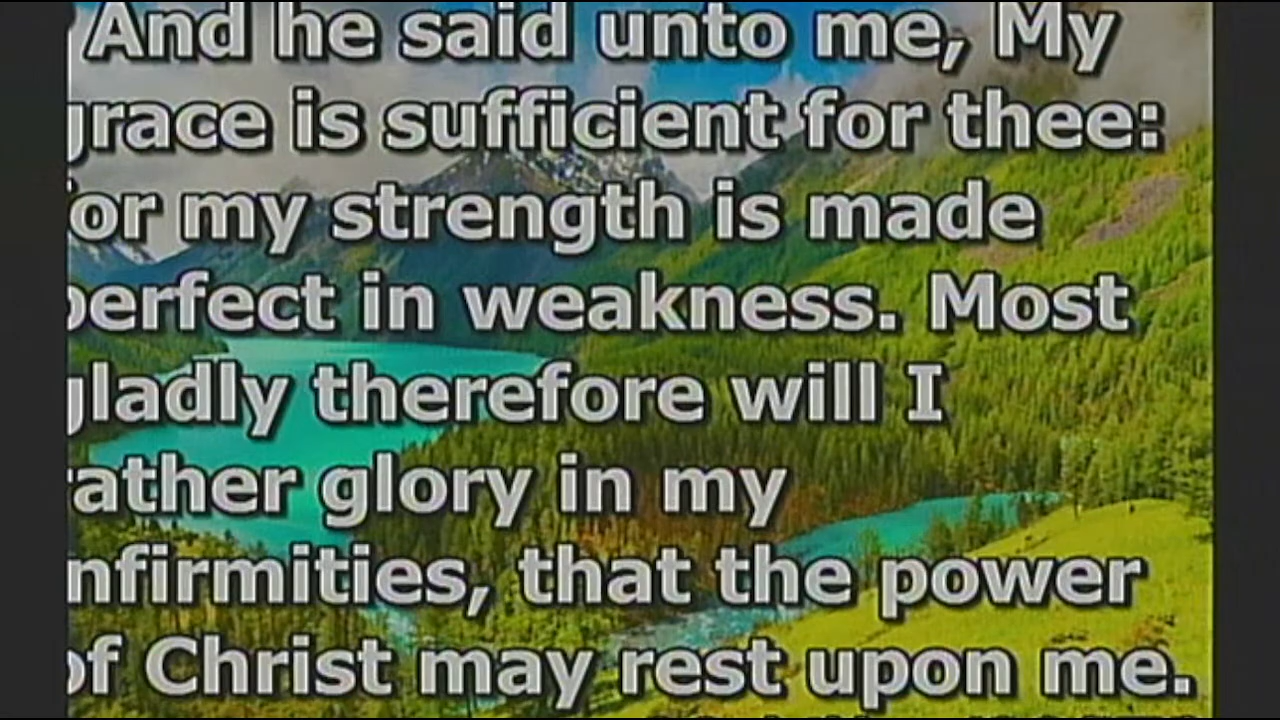 And he said unto me, My
grace is sufficient for thee:
for my strength is made
perfect in weakness. Most
gladly therefore will I
rather glory in my
infirmities, that the power
of Christ may rest upon me.